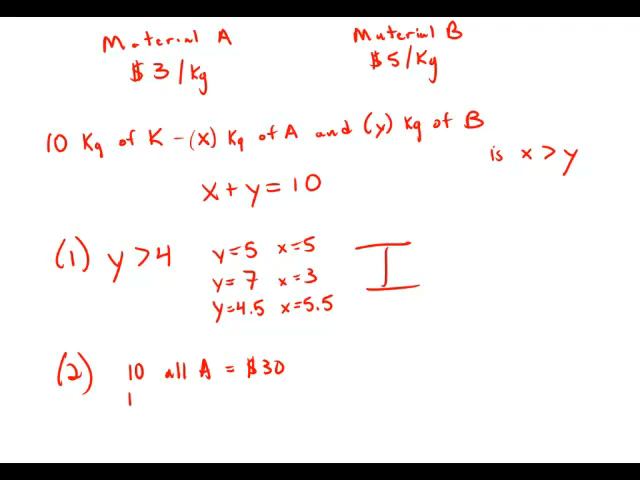 Material A Material B
$3/Kg $5/Kg
10 Kg of K - (x) Kg of A and (y) Kg of B
is x > y
x + y = 10
(1) y > 4 y = 5 x = 5 I
y = 7 x = 3
y = 4.5 x = 5.5
(2) 10 all A = $30
1